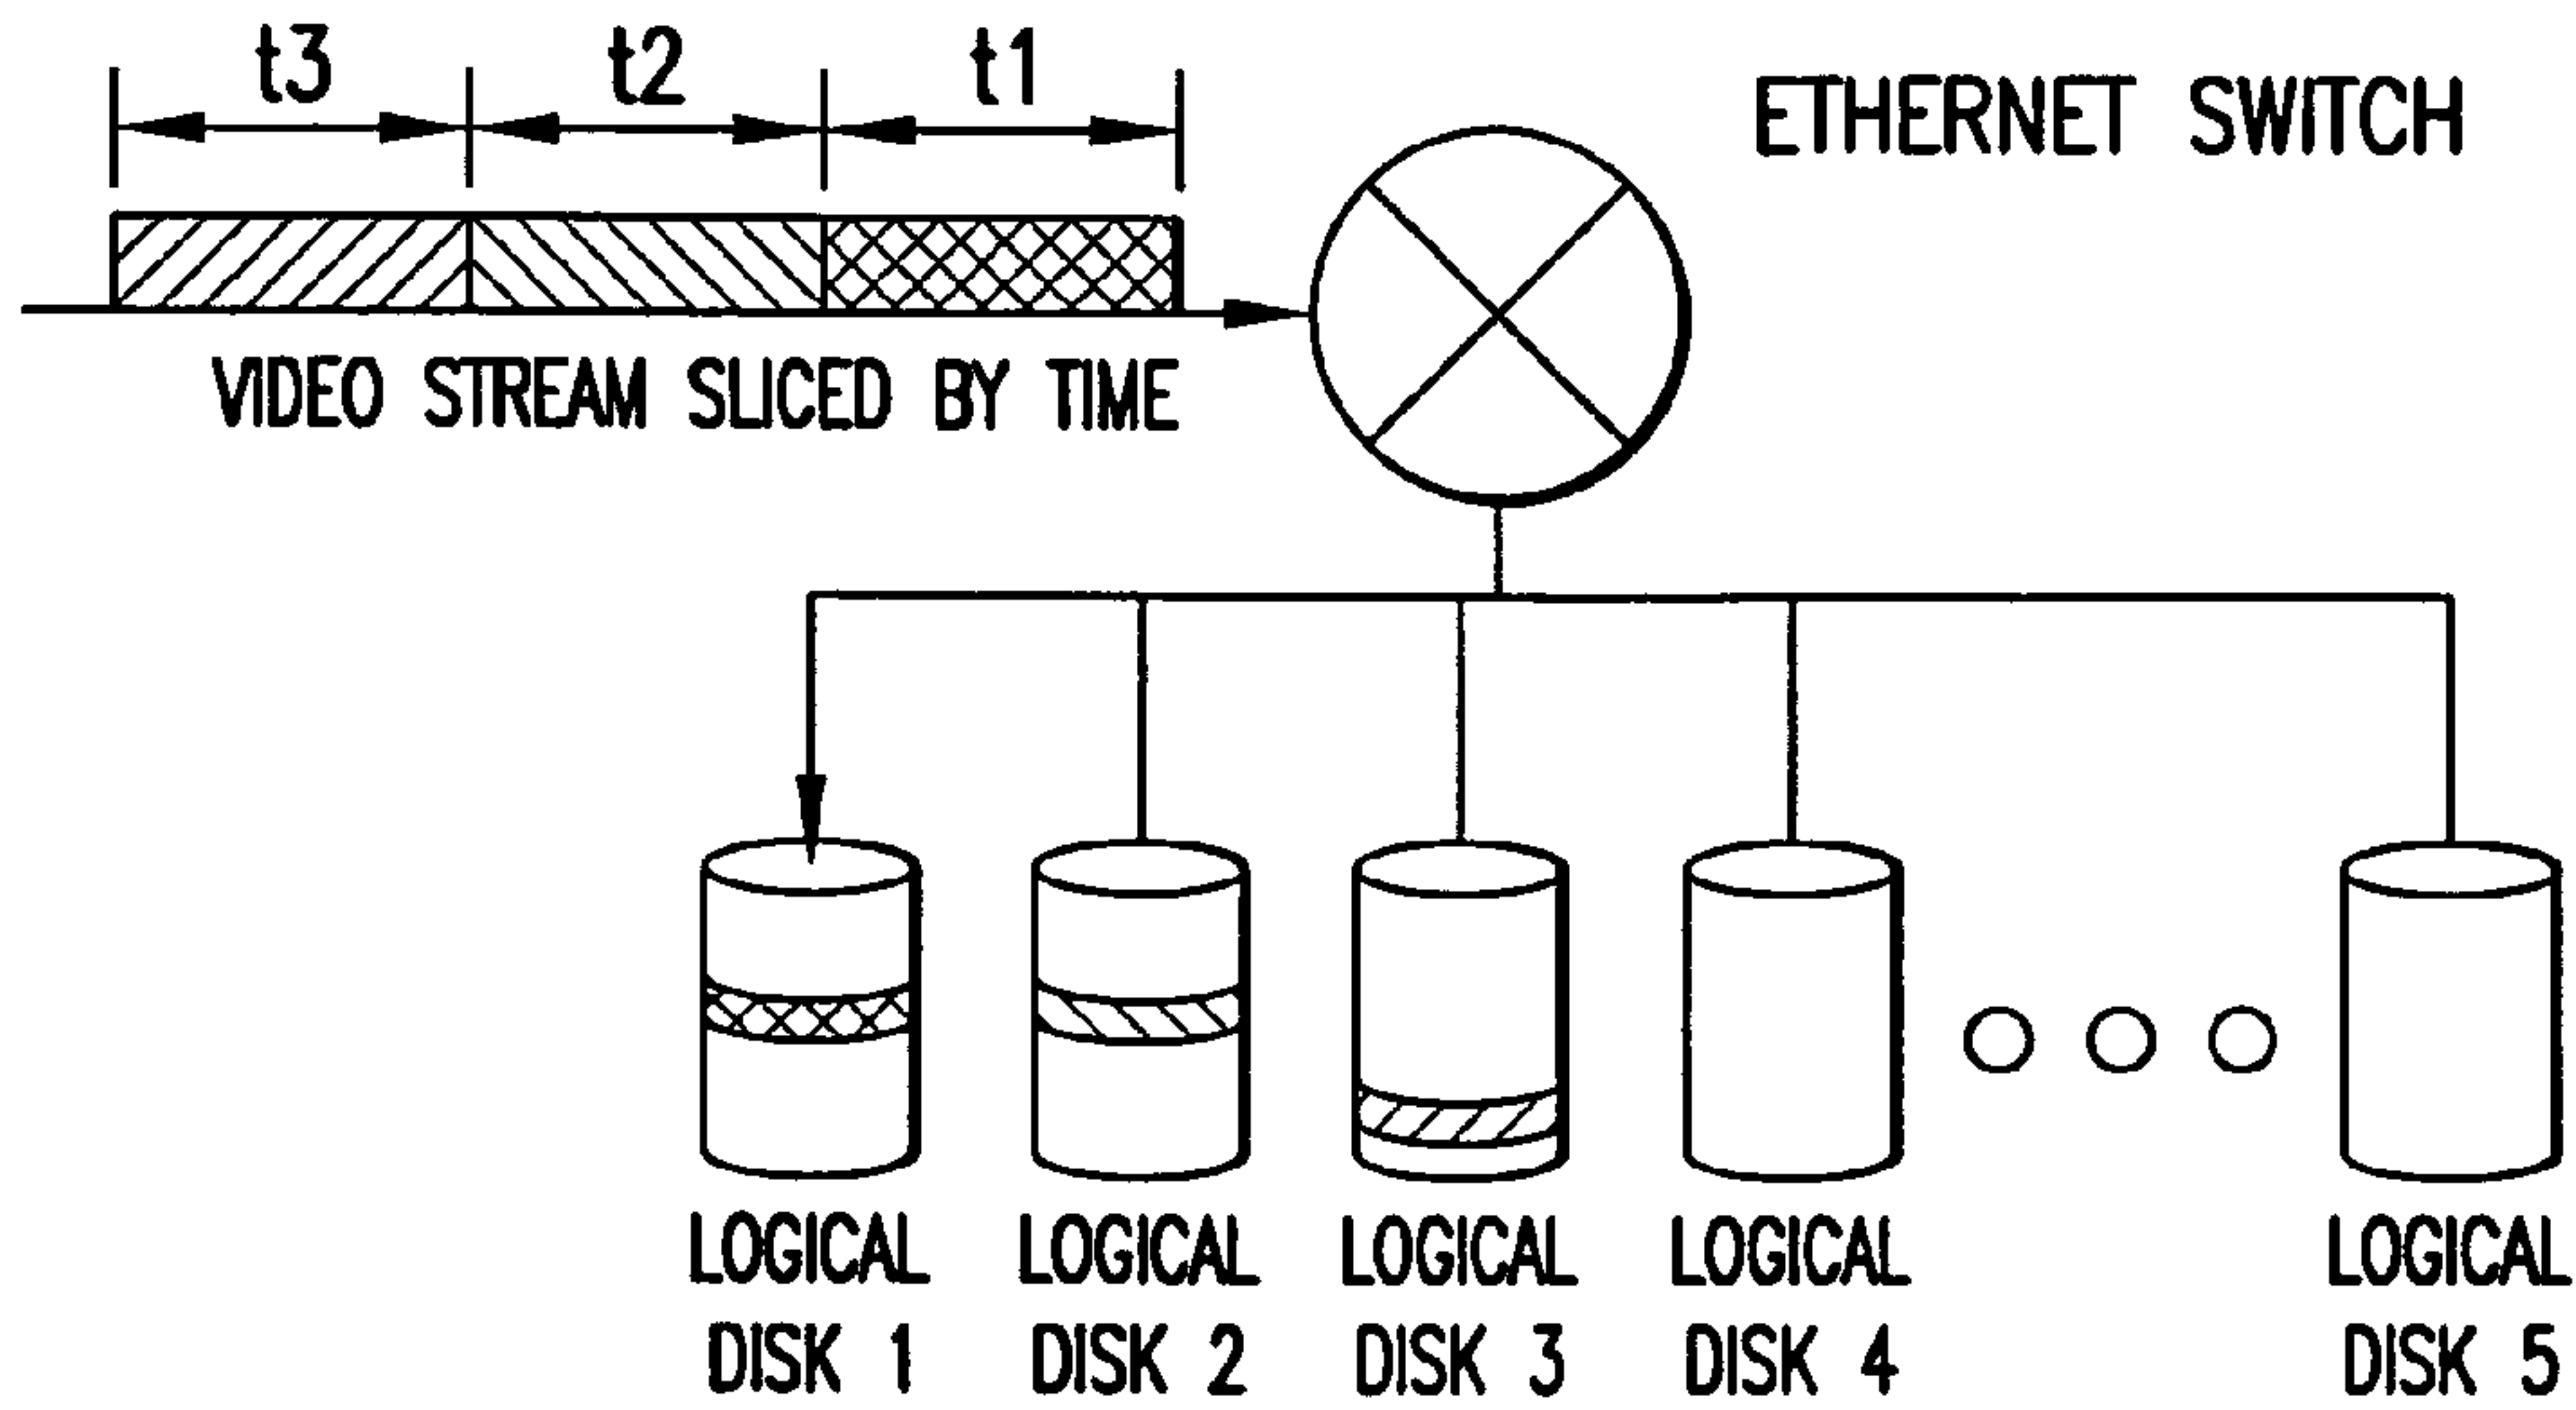 t3 t2 t1
ETHERNET SWITCH
VIDEO STREAM SLICED BY TIME
LOGICAL DISK 1
LOGICAL DISK 2
LOGICAL DISK 3
LOGICAL DISK 4
LOGICAL DISK 5